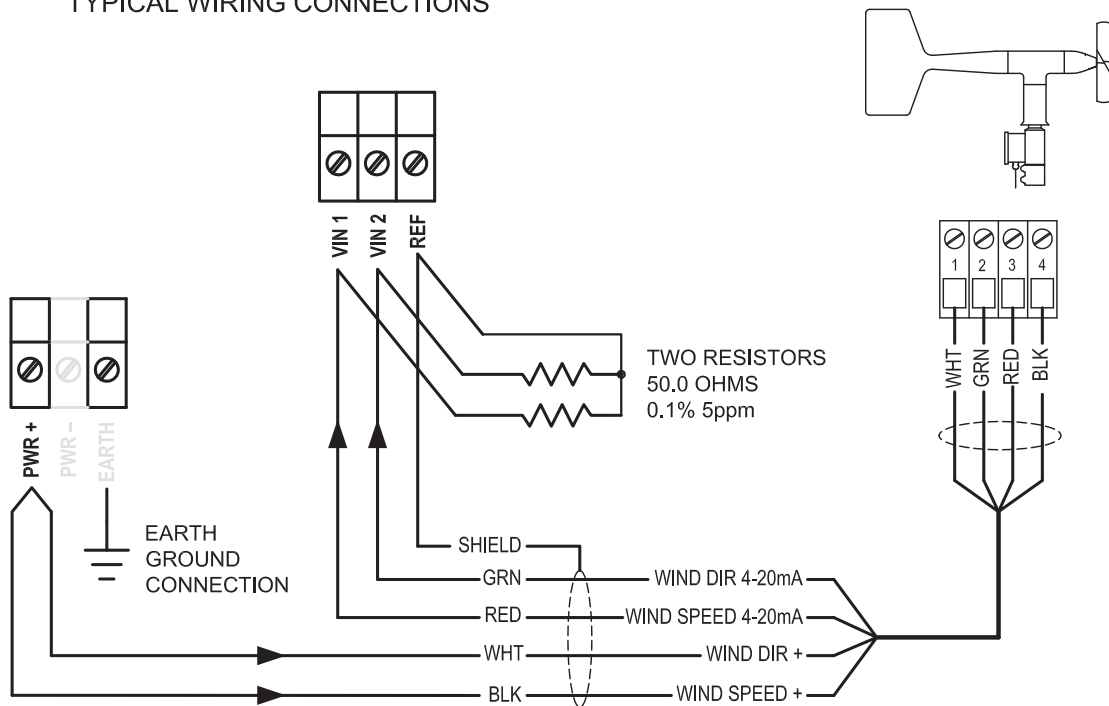 TYPICAL WIRING CONNECTIONS
VIN 1
VIN 2
REF
1 2 3 4
WHT
GRN
RED
BLK
TWO RESISTORS
50.0 OHMS
0.1% 5ppm
PWR +
PWR –
EARTH
EARTH
GROUND
CONNECTION
SHIELD
GRN WIND DIR 4-20mA
RED WIND SPEED 4-20mA
WHT WIND DIR +
BLK WIND SPEED +